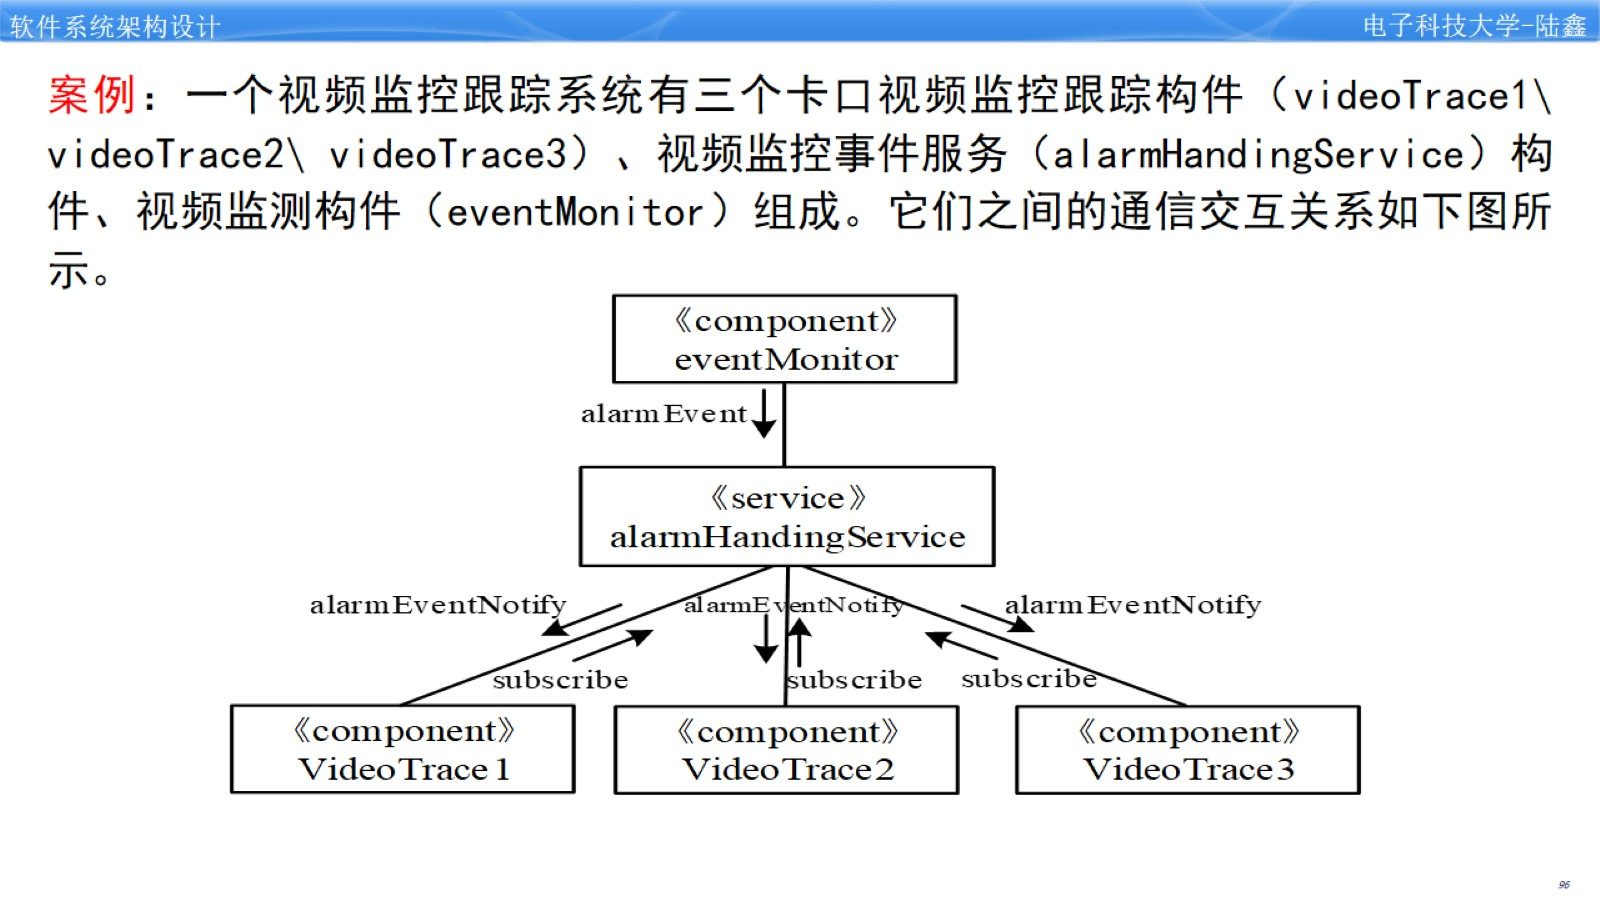 软件系统架构设计
电子科技大学-陆鑫
案例：一个视频监控跟踪系统有三个卡口视频监控跟踪构件（videoTrace1\
videoTrace2\ videoTrace3）、视频监控事件服务（alarmHandingService）构
件、视频监测构件（eventMonitor）组成。它们之间的通信交互关系如下图所
示。
《component》
eventMonitor
alarmEvent
《service》
alarmHandingService
alarmEventNotify
alarmEventNotify
alarmEventNotify
subscribe
subscribe
subscribe
《component》
VideoTrace1
《component》
VideoTrace2
《component》
VideoTrace3
96